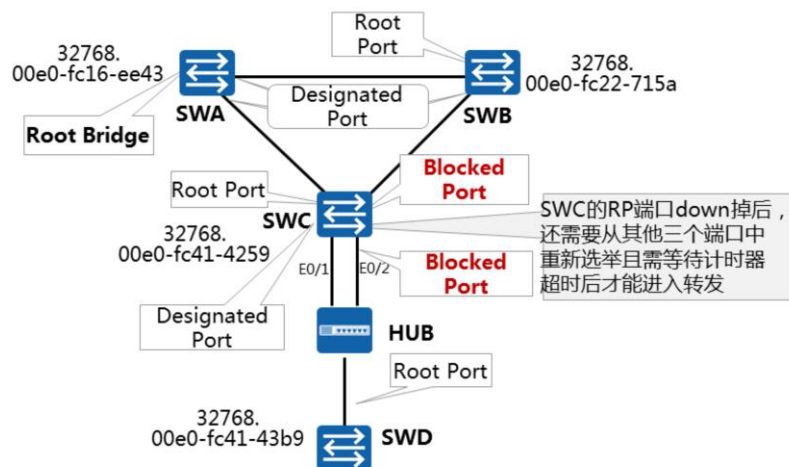 Root
Port
32768.
00e0-fc16-ee43
32768.
00e0-fc22-715a
SWA
Designated
Port
SWB
Root Bridge
Root Port
Blocked
Port
SWC
SWC的RP端口down掉后，
还需要从其他三个端口中
重新选举且需等待计时器
超时后才能进入转发
32768.
00e0-fc41-4259
E0/1
E0/2
Blocked
Port
Designated
Port
HUB
Root Port
32768.
00e0-fc41-43b9
SWD